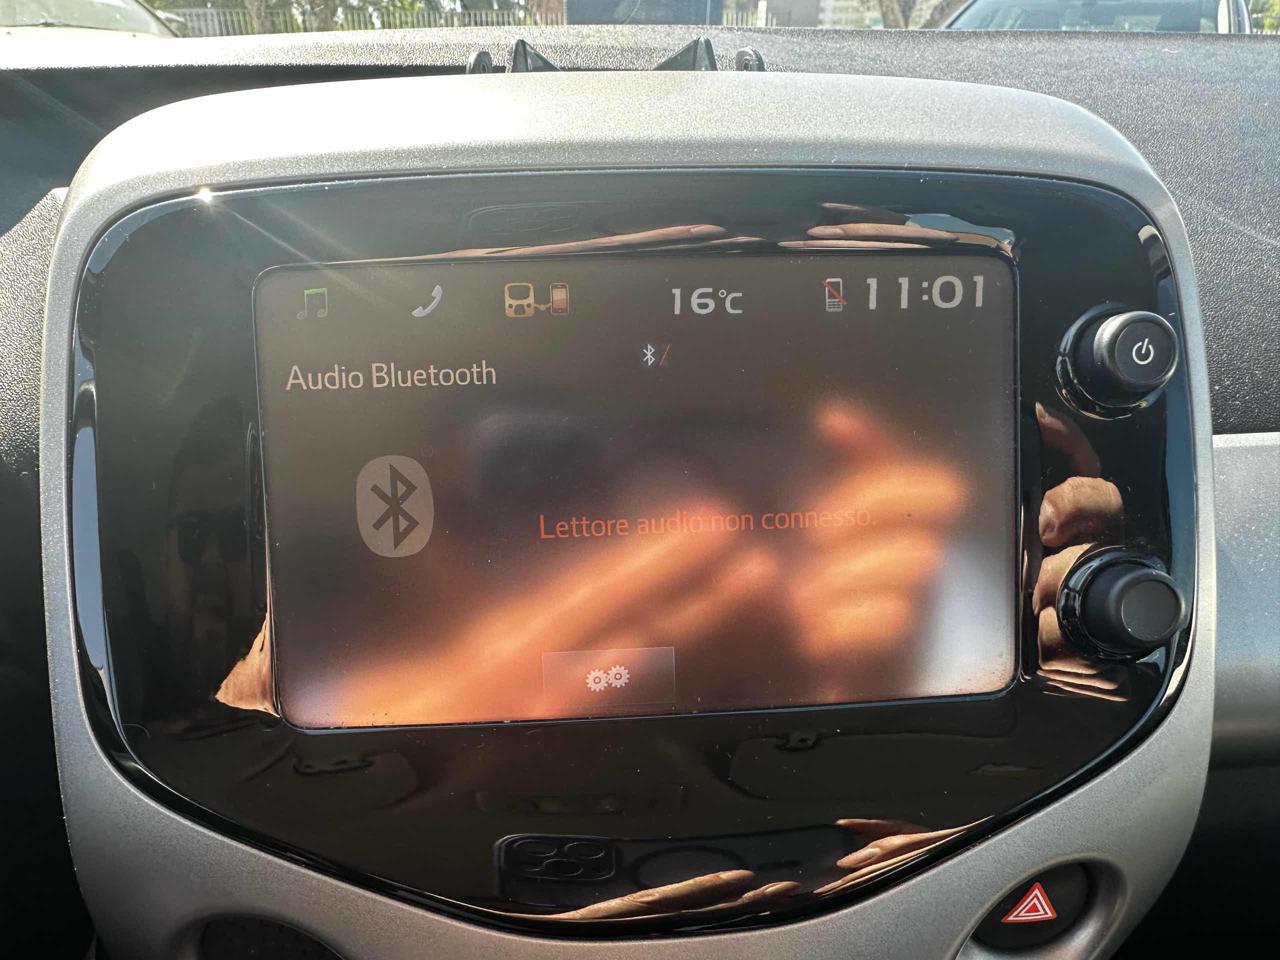 16°C
11:01
Audio Bluetooth
Lettore audio non connesso.